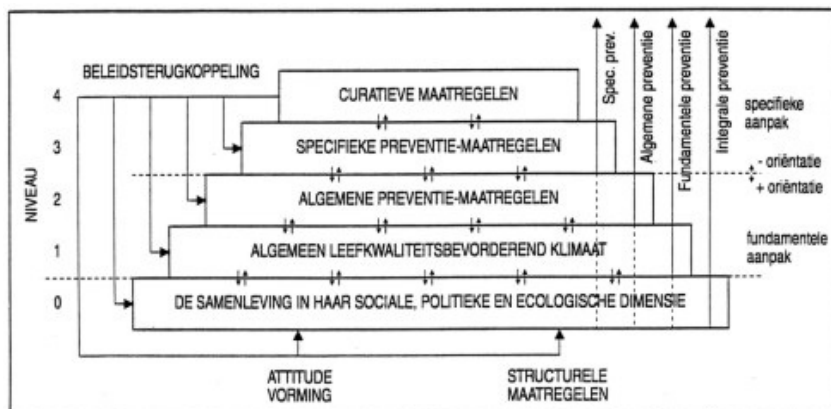 BELEIDSTERUGKOPPELING
NIVEAU
4
3
2
1
0
CURATIEVE MAATREGELEN
SPECIFIEKE PREVENTIE-MAATREGELEN
ALGEMENE PREVENTIE-MAATREGELEN
ALGEMEEN LEEFKWALITEITSBEVORDEREND KLIMAAT
DE SAMENLEVING IN HAAR SOCIALE, POLITIEKE EN ECOLOGISCHE DIMENSIE
ATTITUDE
VORMING
STRUCTURELE
MAATREGELEN
Spec. prev.
Algemene preventie
Fundamentele preventie
Integrale preventie
specifieke
aanpak
- oriëntatie
+ oriëntatie
fundamentele
aanpak